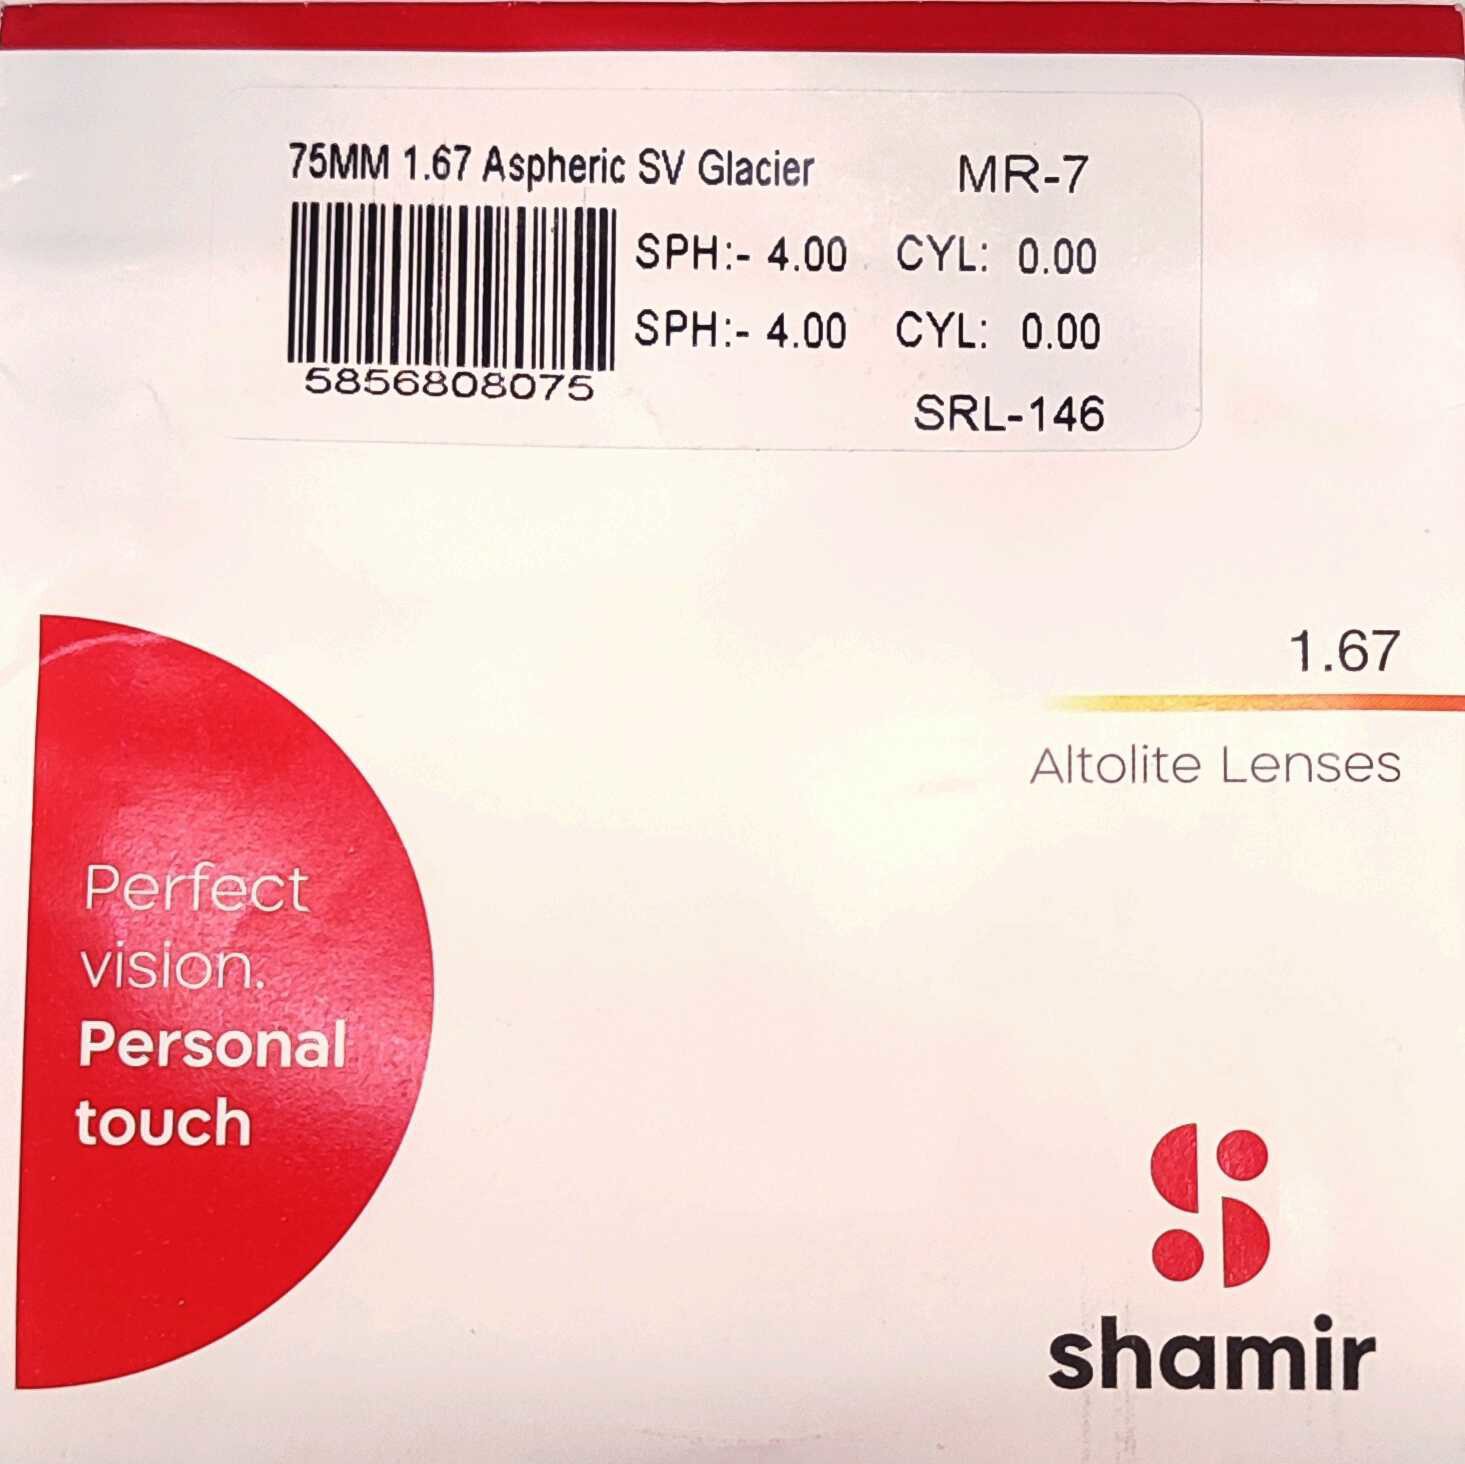 75MM 1.67 Aspheric SV Glacier MR-7
SPH:- 4.00 CYL: 0.00
SPH:- 4.00 CYL: 0.00
5856808075
SRL-146
1.67
Altolite Lenses
Perfect
vision.
Personal
touch
shamir